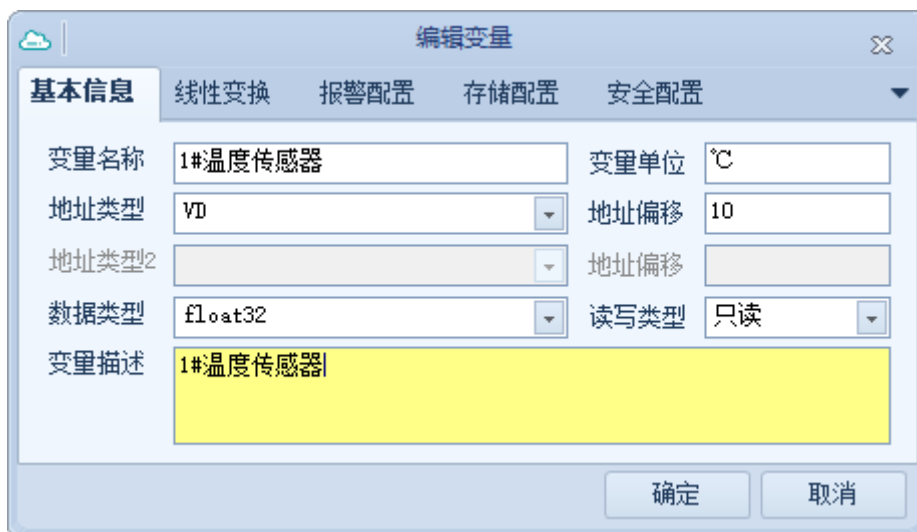 编辑变量
基本信息 线性变换 报警配置 存储配置 安全配置
变量名称 1#温度传感器 变量单位 ℃
地址类型 VD 地址偏移 10
地址类型2 地址偏移
数据类型 float32 读写类型 只读
变量描述 1#温度传感器
确定 取消